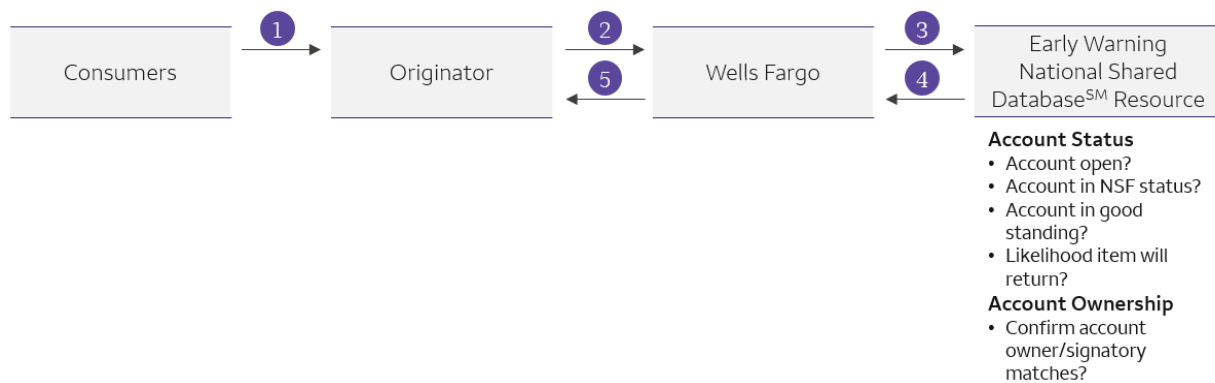 1
2
3
Consumers
Originator
Wells Fargo
Early Warning
National Shared
Database℠ Resource
5
4
Account Status
• Account open?
• Account in NSF status?
• Account in good
standing?
• Likelihood item will
return?
Account Ownership
• Confirm account
owner/signatory
matches?